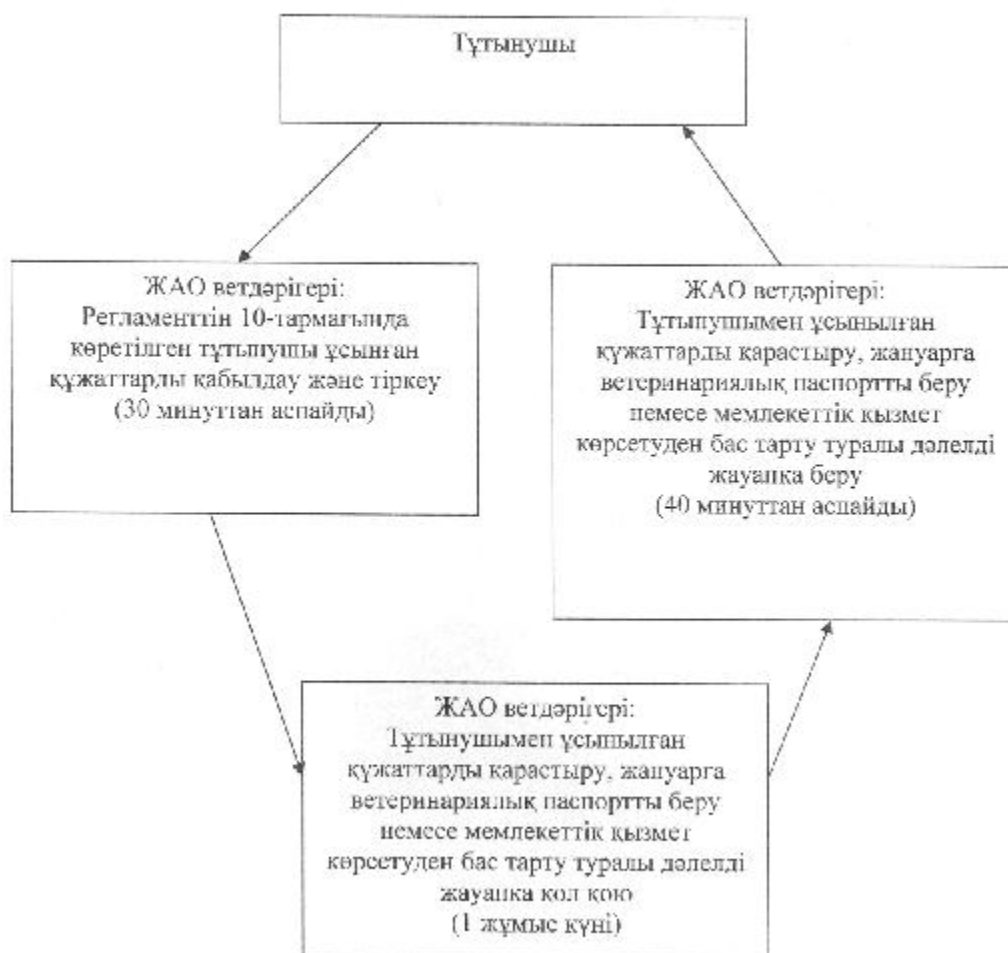 Тұтынушы
ЖАО ветдәрігері:
Регламенттін 10-тармағында
көретілген тұтынушы ұсынған
құжаттарды қабылдау және тіркеу
(30 минуттан аспайды)
ЖАО ветдәрігері:
Тұтынушымен ұсынылған
құжаттарды қарастыру, жануарга
ветеринариялық паспортты беру
немесе мемлекеттік қызмет
көрсетуден бас тарту туралы дәлелді
жауапка беру
(40 минуттан аспайды)
ЖАО ветдәрігері:
Тұтынушымен ұсынылған
құжаттарды қарастыру, жануарга
ветеринариялық паспортты беру
немесе мемлекеттік қызмет
көрсетуден бас тарту туралы дәлелді
жауапка қол қою
(1 жұмыс күні)